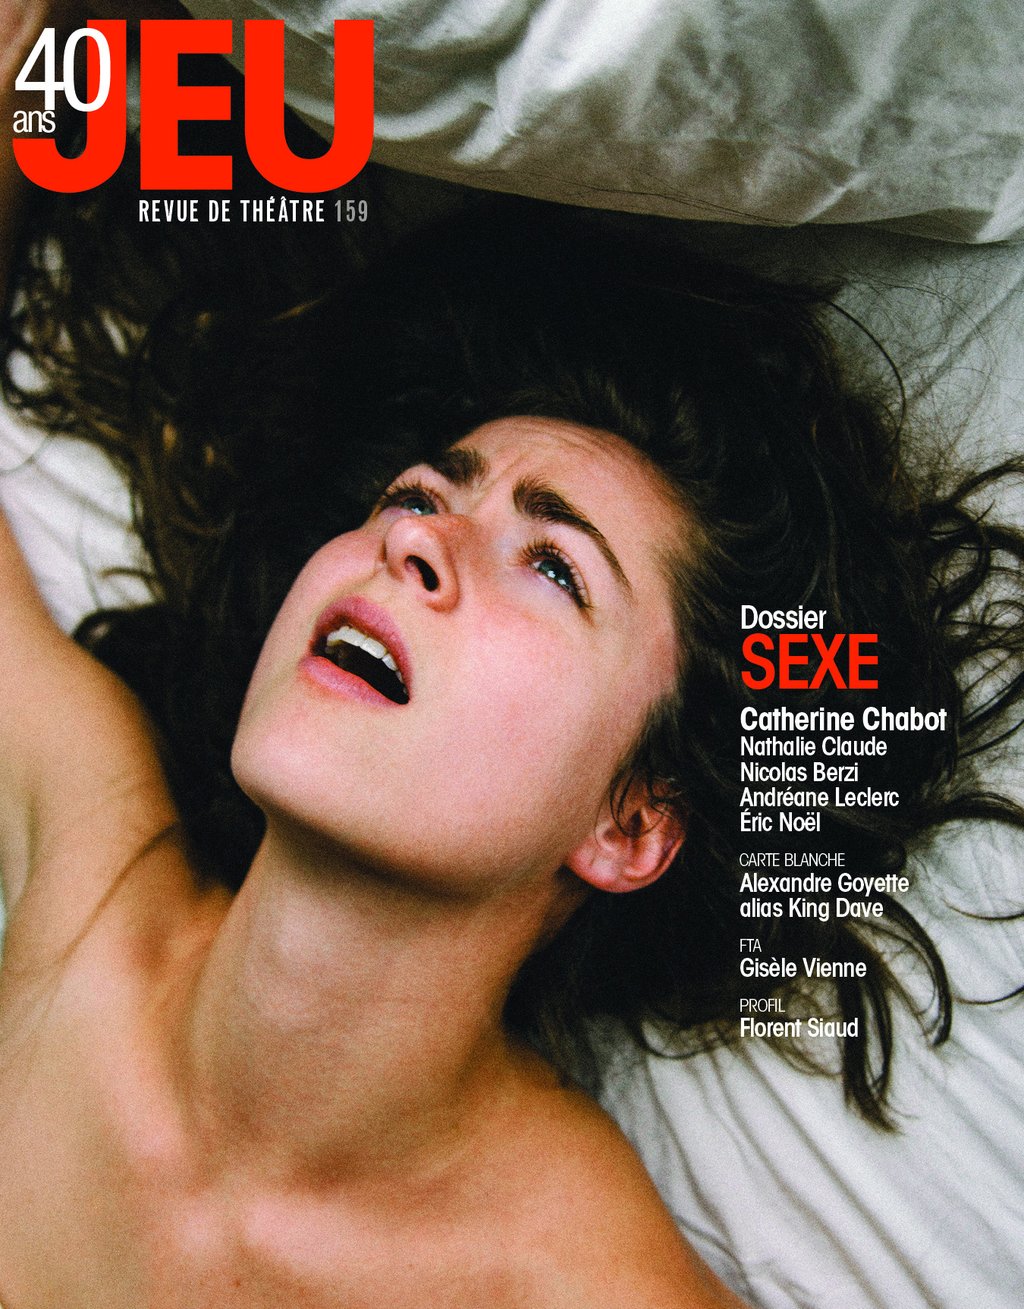 40
ans
JEU
REVUE DE THÉÂTRE 159
Dossier
SEXE
Catherine Chabot
Nathalie Claude
Nicolas Berzi
Andréane Leclerc
Éric Noël
CARTE BLANCHE
Alexandre Goyette
alias King Dave
FTA
Gisèle Vienne
PROFIL
Florent Siaud